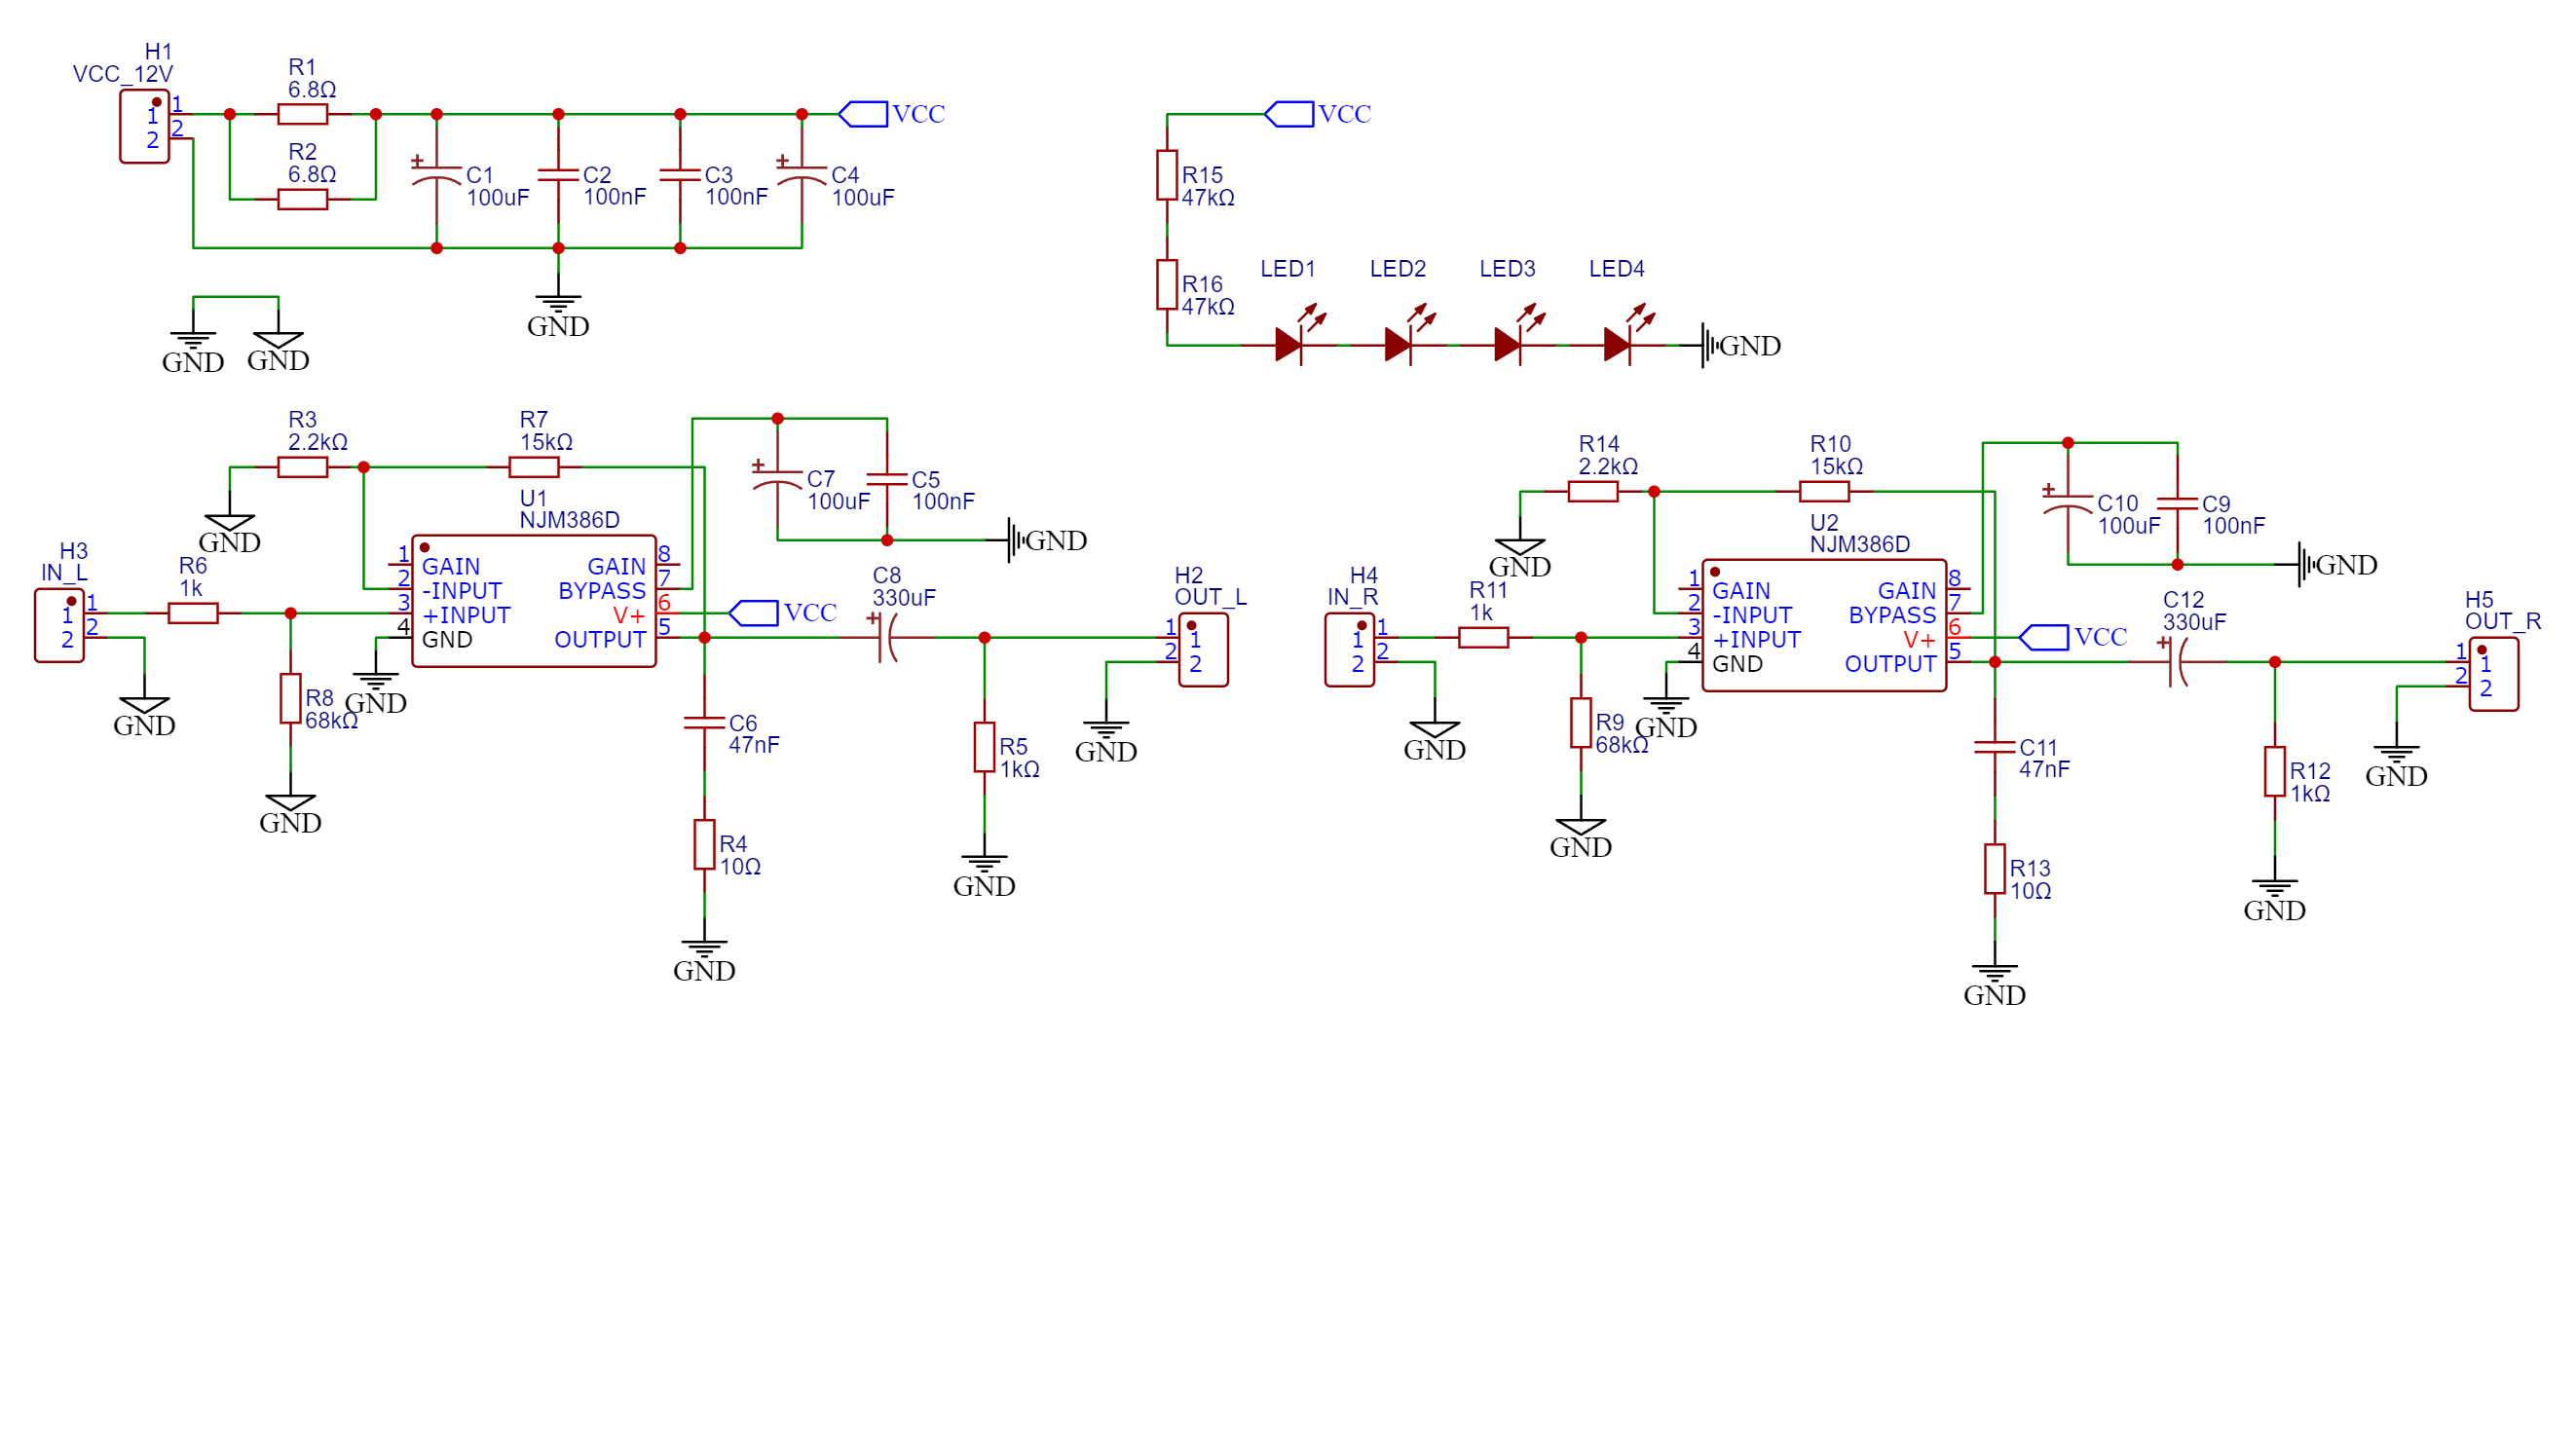 H1
VCC_12V
1
2
1
2
R1
6.8Ω
R2
6.8Ω
C1
100uF
C2
100nF
C3
100nF
C4
100uF
VCC
GND
GND
GND
VCC
R15
47kΩ
R16
47kΩ
LED1
LED2
LED3
LED4
GND
R3
2.2kΩ
R7
15kΩ
GND
U1
NJM386D
1
2
3
4
GAIN
-INPUT
+INPUT
GND
GAIN
BYPASS
V+
OUTPUT
8
7
6
5
C7
100uF
C5
100nF
GND
H3
IN_L
1
2
1
2
R6
1k
GND
R8
68kΩ
GND
GND
VCC
C8
330uF
C6
47nF
R4
10Ω
GND
R5
1kΩ
GND
H2
OUT_L
1
2
1
2
GND
R14
2.2kΩ
R10
15kΩ
GND
U2
NJM386D
1
2
3
4
GAIN
-INPUT
+INPUT
GND
GAIN
BYPASS
V+
OUTPUT
8
7
6
5
C10
100uF
C9
100nF
GND
H4
IN_R
1
2
1
2
R11
1k
GND
R9
68kΩ
GND
GND
VCC
C12
330uF
C11
47nF
R13
10Ω
GND
R12
1kΩ
GND
H5
OUT_R
1
2
1
2
GND